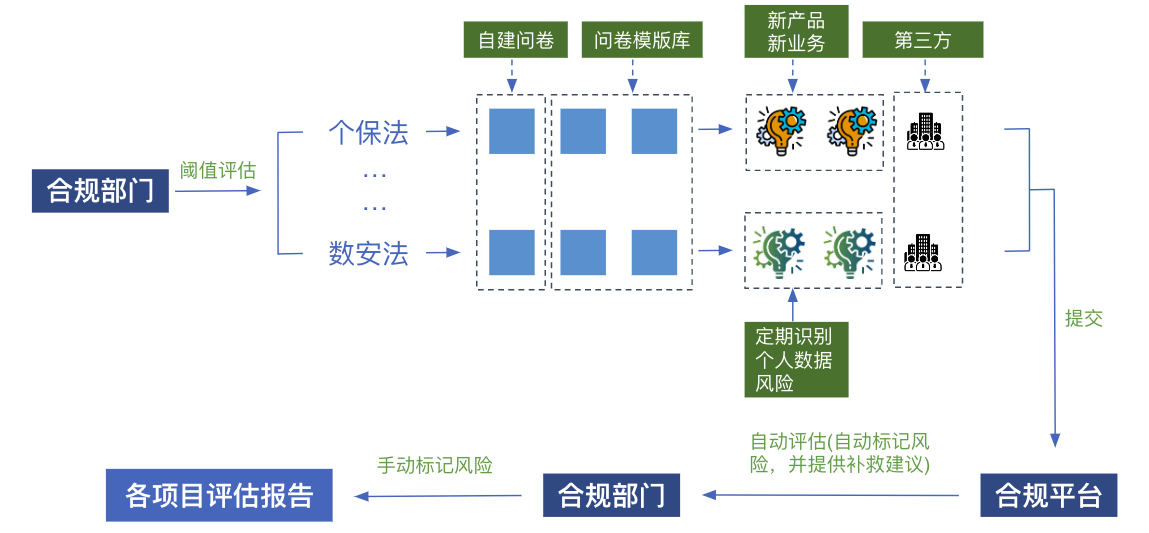 自建问卷
问卷模版库
新产品
新业务
第三方
个保法
阈值评估
合规部门
...
...
数安法
提交
定期识别
个人数据
风险
自动评估(自动标记风
险，并提供补救建议)
手动标记风险
各项目评估报告
合规部门
合规平台